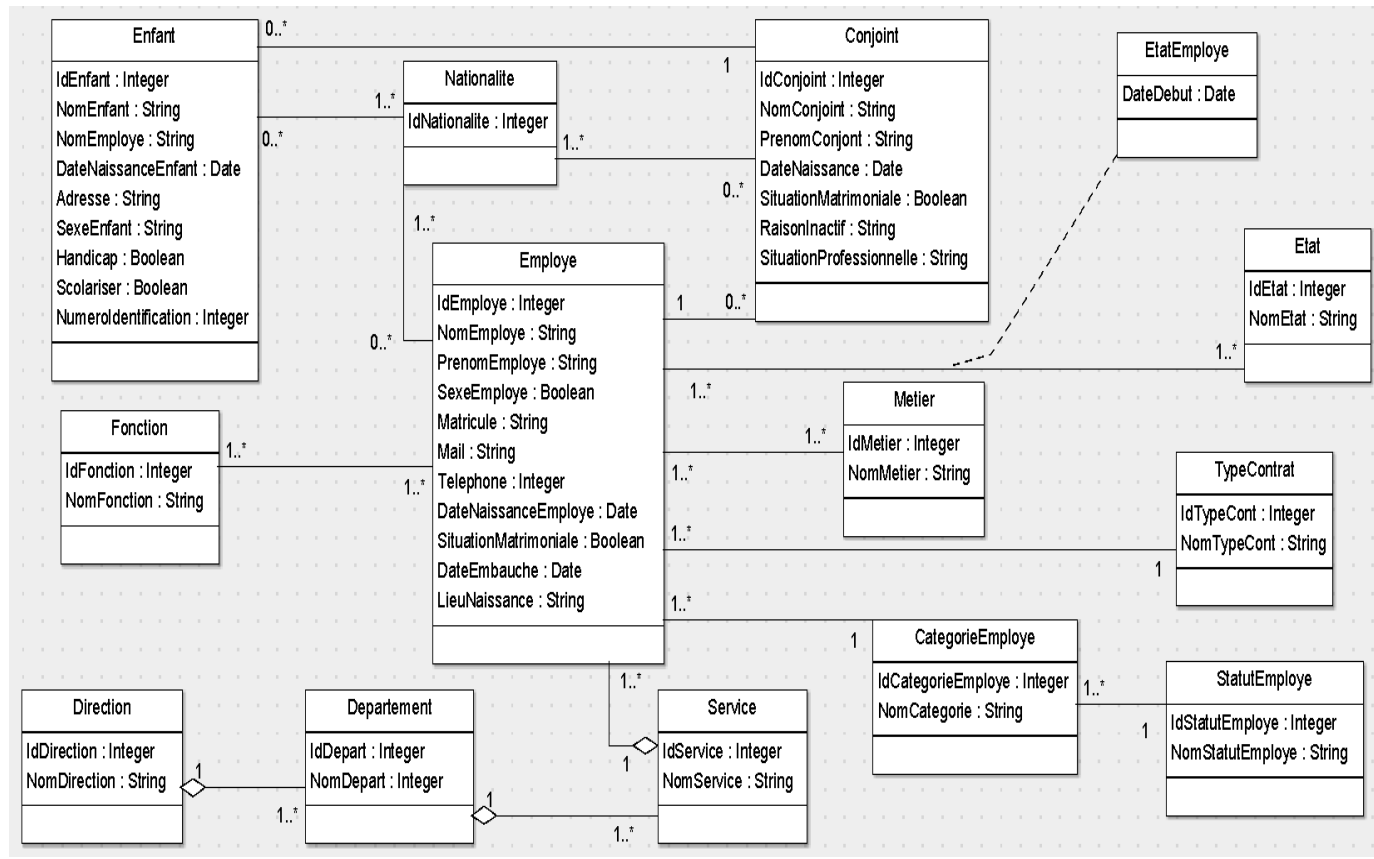 Enfant
IdEnfant : Integer
NomEnfant : String
NomEmploye : String
DateNaissanceEnfant : Date
Adresse : String
SexeEnfant : String
Handicap : Boolean
Scolariser : Boolean
NumeroIdentification : Integer
0..*
1
1..*
0..*
Nationalite
IdNationalite : Integer
1..*
0..*
1..*
0..*
Conjoint
IdConjoint : Integer
NomConjoint : String
PrenomConjont : String
DateNaissance : Date
SituationMatrimoniale : Boolean
RaisonInactif : String
SituationProfessionnelle : String
EtatEmploye
DateDebut : Date
Etat
IdEtat : Integer
NomEtat : String
Employe
IdEmploye : Integer
NomEmploye : String
PrenomEmploye : String
SexeEmploye : Boolean
Matricule : String
Mail : String
Telephone : Integer
DateNaissanceEmploye : Date
SituationMatrimoniale : Boolean
DateEmbauche : Date
LieuNaissance : String
1
0..*
1..*
1..*
Fonction
IdFonction : Integer
NomFonction : String
1..*
1..*
Metier
IdMetier : Integer
NomMetier : String
1..*
1..*
TypeContrat
IdTypeCont : Integer
NomTypeCont : String
1..*
1
CategorieEmploye
IdCategorieEmploye : Integer
NomCategorie : String
1..*
1
StatutEmploye
IdStatutEmploye : Integer
NomStatutEmploye : String
1..*
1
Direction
IdDirection : Integer
NomDirection : String
1
1..*
Departement
IdDepart : Integer
NomDepart : Integer
1
1..*
Service
IdService : Integer
NomService : String
1..*
1